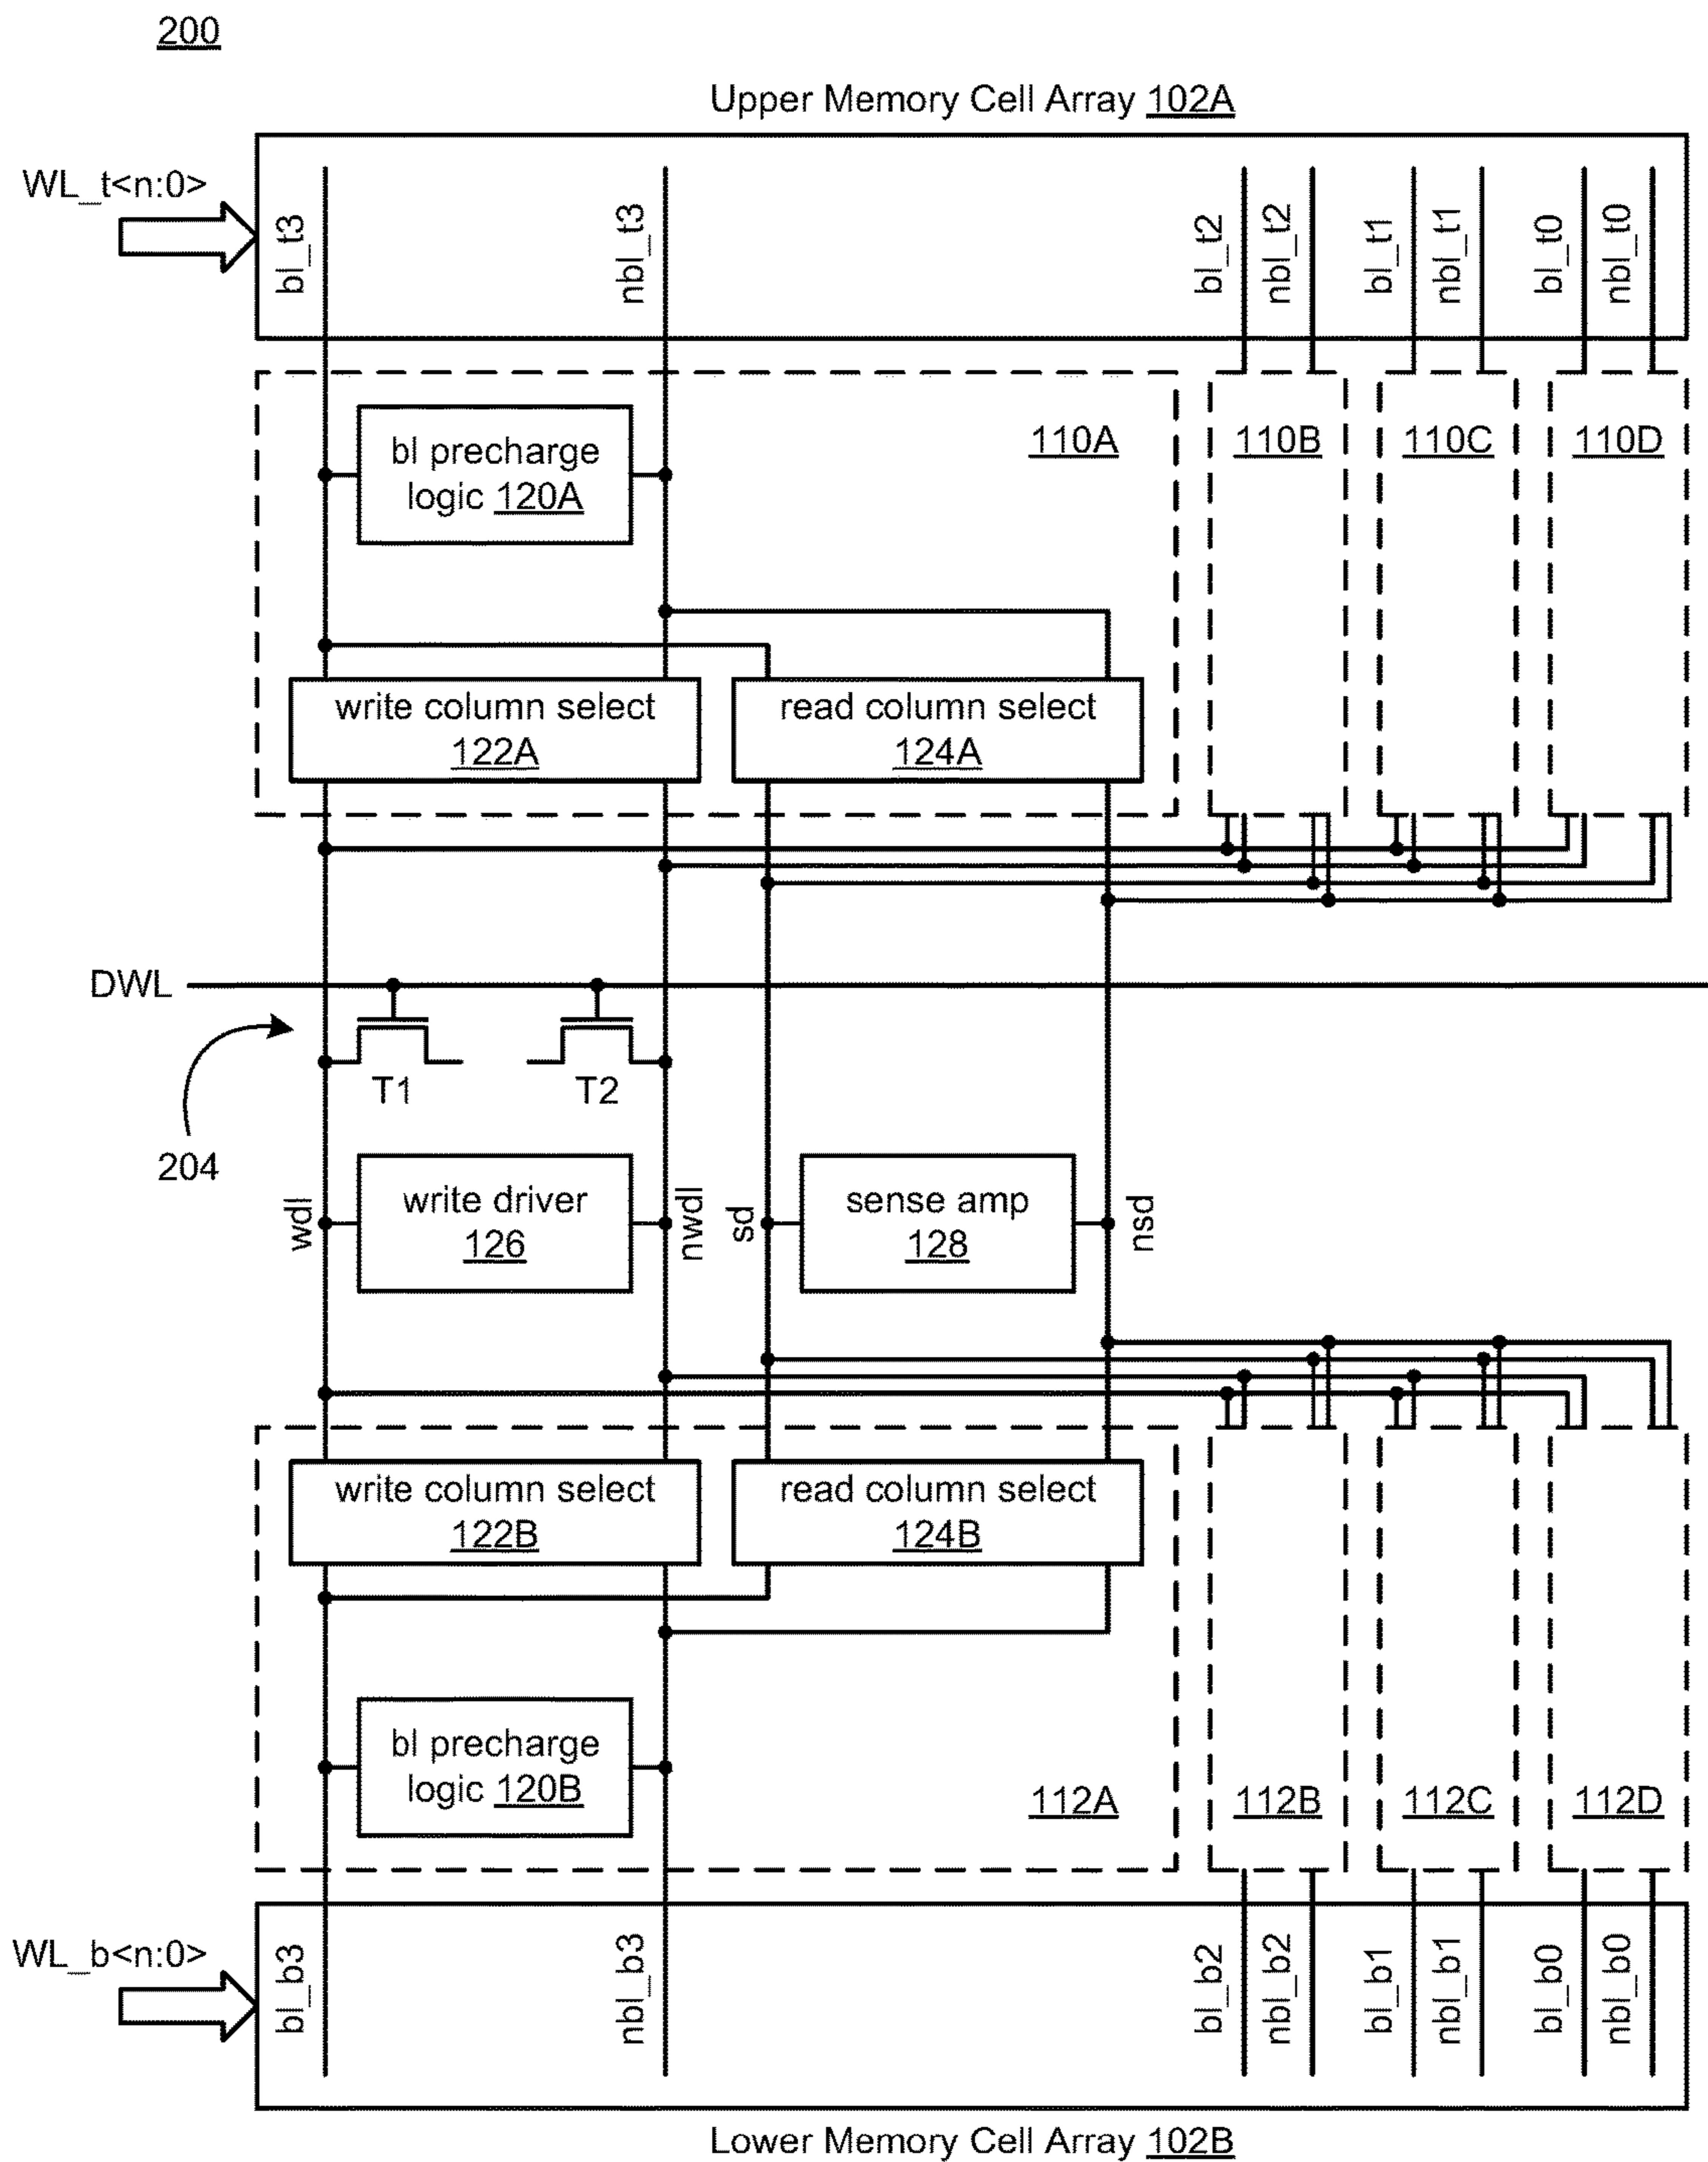 200
Upper Memory Cell Array 102A
WL_t<n:0>
bl_t3
nbl_t3
bl_t2
nbl_t2
bl_t1
nbl_t1
bl_t0
nbl_t0
bl precharge
logic 120A
110A
110B
110C
110D
write column select
122A
read column select
124A
DWL
T1
T2
204
wdl
write driver
126
nwdl
sd
sense amp
128
nsd
write column select
122B
read column select
124B
bl precharge
logic 120B
112A
112B
112C
112D
WL_b<n:0>
bl_b3
nbl_b3
bl_b2
nbl_b2
bl_b1
nbl_b1
bl_b0
nbl_b0
Lower Memory Cell Array 102B